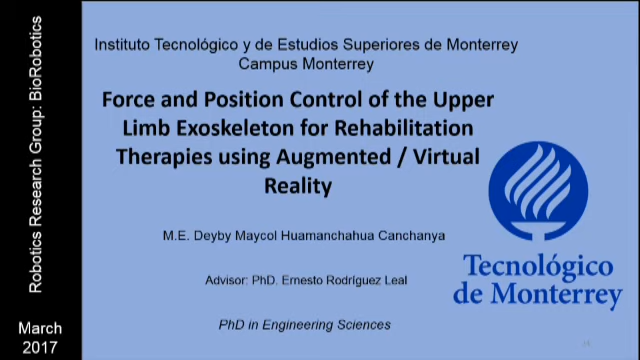 Robotics Research Group: BioRobotics
March
2017
Instituto Tecnológico y de Estudios Superiores de Monterrey
Campus Monterrey
Force and Position Control of the Upper
Limb Exoskeleton for Rehabilitation
Therapies using Augmented / Virtual
Reality
M.E. Deyby Maycol Huamanchahua Canchanya
Advisor: PhD. Ernesto Rodríguez Leal
PhD in Engineering Sciences
Tecnológico
de Monterrey